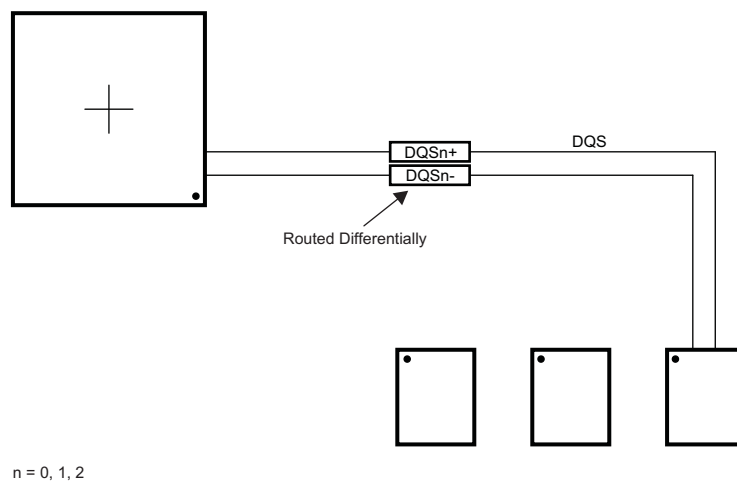 DQSn+
DQS
DQSn-
Routed Differentially
n = 0, 1, 2